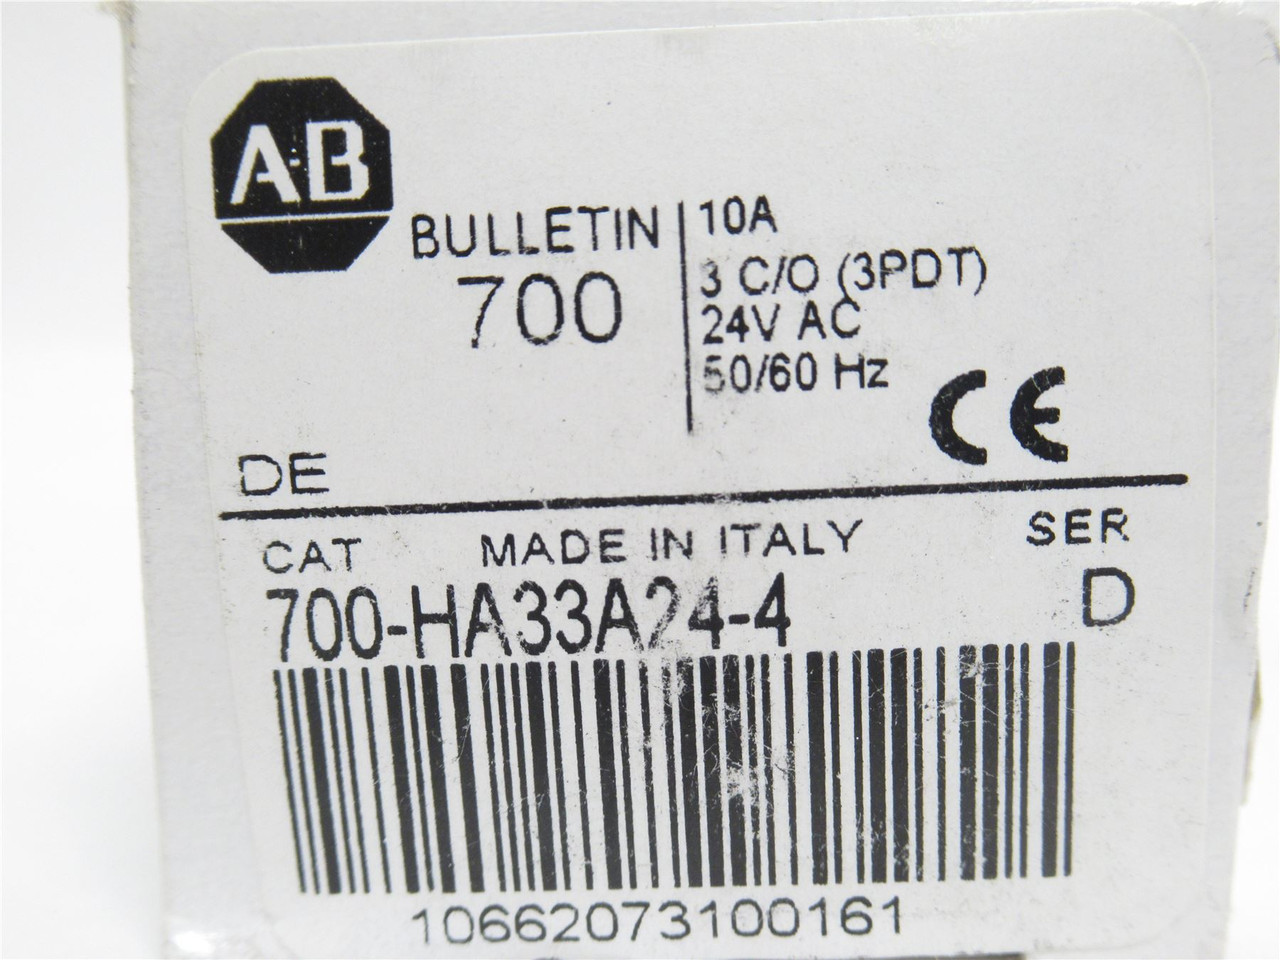 A-B
BULLETIN
700
10A
3 C/O (3PDT)
24V AC
50/60 Hz
CE
DE
CAT MADE IN ITALY SER
700-HA33A24-4 D
10662073100161